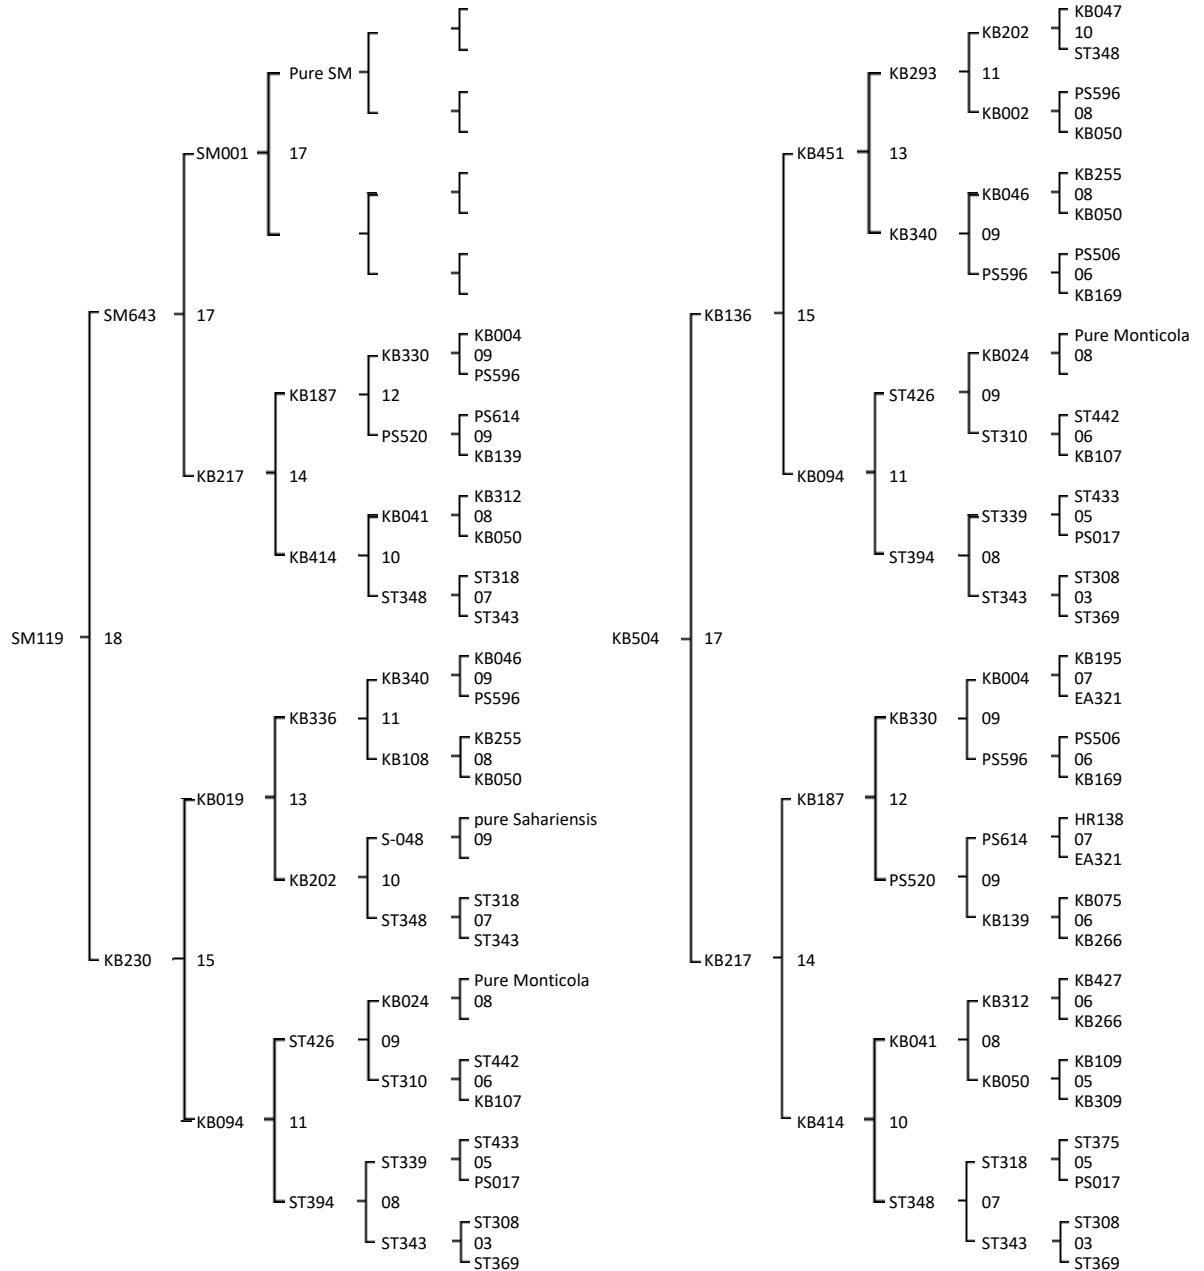 Pure SM
SM001
17
SM643
17
KB004
KB330
09
PS596
KB187
12
PS614
PS520
09
KB139
KB217
14
KB312
KB041
08
KB050
KB414
10
ST318
ST348
07
ST343
SM119
18
KB046
KB340
09
PS596
KB336
11
KB255
KB108
08
KB050
KB019
13
pure Sahariensis
S-048
09
KB202
10
ST318
ST348
07
ST343
KB230
15
Pure Monticola
KB024
08
ST426
09
ST442
ST310
06
KB107
KB094
11
ST433
ST339
05
PS017
ST394
08
ST308
ST343
03
ST369
KB047
KB202
10
ST348
KB293
11
PS596
KB002
08
KB050
KB451
13
KB255
KB046
08
KB050
KB340
09
PS506
PS596
06
KB169
KB136
15
Pure Monticola
KB024
08
ST426
09
ST442
ST310
06
KB107
KB094
11
ST433
ST339
05
PS017
ST394
08
ST308
ST343
03
ST369
KB504
17
KB195
KB004
07
EA321
KB330
09
PS506
PS596
06
KB169
KB187
12
HR138
PS614
07
EA321
PS520
09
KB075
KB139
06
KB266
KB217
14
KB427
KB312
06
KB266
KB041
08
KB109
KB050
05
KB309
KB414
10
ST375
ST318
05
PS017
ST348
07
ST308
ST343
03
ST369